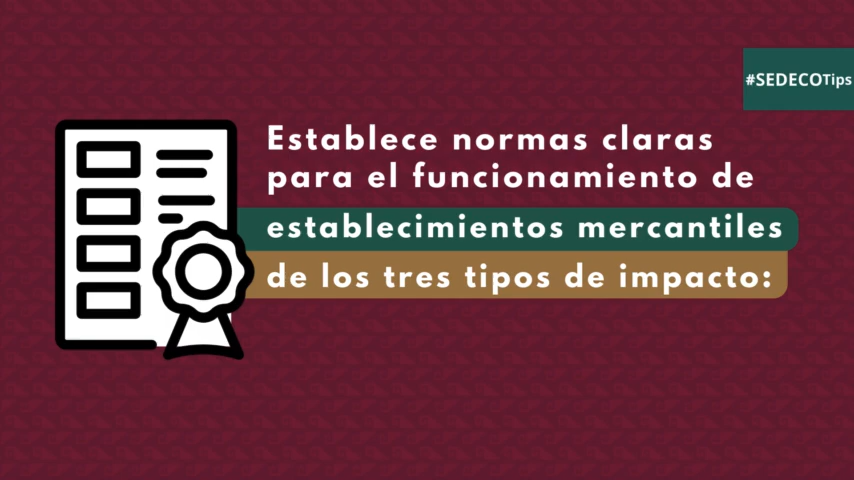 #SEDECOTips
Establece normas claras
para el funcionamiento de
establecimientos mercantiles
de los tres tipos de impacto: